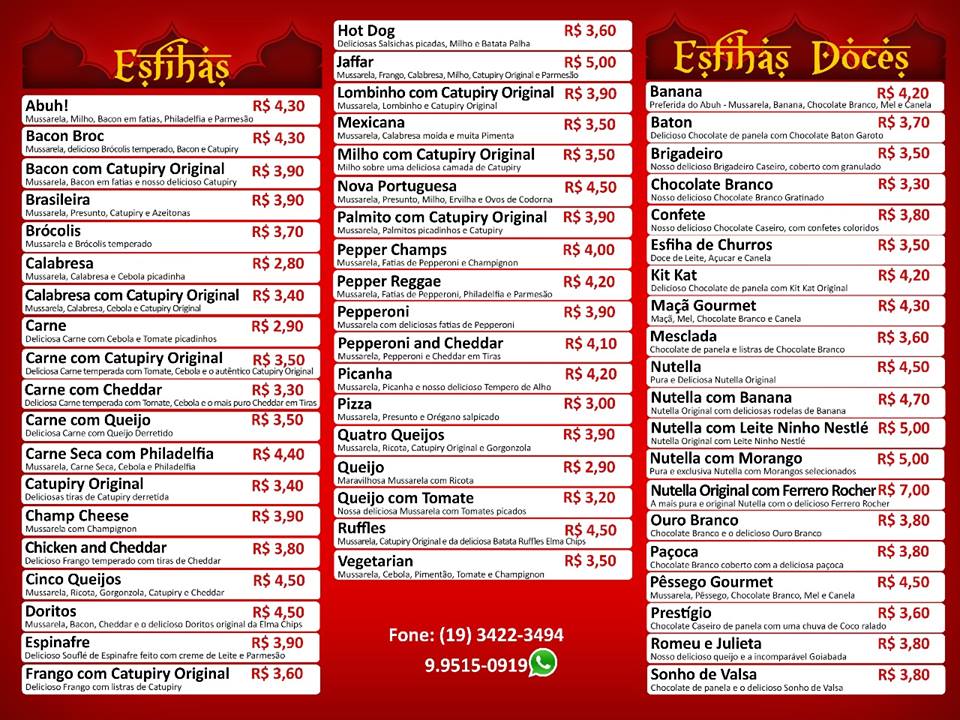 Esfihas
Abuh! R$ 4,30
Mussarela, Milho, Bacon em fatias, Philadelfia e Parmesão
Bacon Broc R$ 4,30
Mussarela, delicioso Brócolis temperado, Bacon e Catupiry
Bacon com Catupiry Original R$ 3,90
Mussarela, Bacon em fatias e nosso delicioso Catupiry
Brasileira R$ 3,90
Mussarela, Presunto, Catupiry e Azeitonas
Brócolis R$ 3,70
Mussarela e Brócolis temperado
Calabresa R$ 2,80
Mussarela, Calabresa e Cebola picadinha
Calabresa com Catupiry Original R$ 3,40
Mussarela, Calabresa, Cebola e Catupiry Original
Carne R$ 2,90
Deliciosa Carne com Cebola e Tomate picadinhos
Carne com Catupiry Original R$ 3,50
Deliciosa Carne temperada com Tomate, Cebola e o autêntico Catupiry Original
Carne com Cheddar R$ 3,30
Deliciosa Carne temperada com Tomate, Cebola e o mais puro Cheddar em Tiras
Carne com Queijo R$ 3,50
Deliciosa Carne com Queijo Derretido
Carne Seca com Philadelfia R$ 4,40
Mussarela, Carne Seca, Cebola e Philadelfia
Catupiry Original R$ 3,40
Deliciosas tiras de Catupiry derretida
Champ Cheese R$ 3,90
Mussarela com Champignon
Chicken and Cheddar R$ 3,80
Delicioso Frango temperado com tiras de Cheddar
Cinco Queijos R$ 4,50
Mussarela, Ricota, Gorgonzola, Catupiry e Cheddar
Doritos R$ 4,50
Mussarela, Bacon, Cheddar e o delicioso Doritos original da Elma Chips
Espinafre R$ 3,90
Delicioso Souflé de Espinafre feito com creme de Leite e Parmesão
Frango com Catupiry Original R$ 3,60
Delicioso Frango com listras de Catupiry
Hot Dog R$ 3,60
Deliciosas Salsichas picadas, Milho e Batata Palha
Jaffar R$ 5,00
Mussarela, Frango, Calabresa, Milho, Catupiry Original e Parmesão
Lombinho com Catupiry Original R$ 3,90
Mussarela, Lombinho e Catupiry Original
Mexicana R$ 3,50
Mussarela, Calabresa moída e muita Pimenta
Milho com Catupiry Original R$ 3,50
Milho sobre uma deliciosa camada de Catupiry
Nova Portuguesa R$ 4,50
Mussarela, Presunto, Milho, Ervilha e Ovos de Codorna
Palmito com Catupiry Original R$ 3,90
Mussarela, Palmitos picadinhos e Catupiry
Pepper Champs R$ 4,00
Mussarela, Fatias de Pepperoni e Champignon
Pepper Reggae R$ 4,20
Mussarela, Fatias de Pepperoni, Philadelfia e Parmesão
Pepperoni R$ 3,90
Mussarela com deliciosas fatias de Pepperoni
Pepperoni and Cheddar R$ 4,10
Mussarela, Pepperoni e Cheddar em Tiras
Picanha R$ 4,20
Mussarela, Picanha e nosso delicioso Tempero de Alho
Pizza R$ 3,00
Mussarela, Presunto e Orégano salpicado
Quatro Queijos R$ 3,90
Mussarela, Ricota, Catupiry Original e Gorgonzola
Queijo R$ 2,90
Maravilhosa Mussarela com Ricota
Queijo com Tomate R$ 3,20
Nossa deliciosa Mussarela com Tomates picados
Ruffles R$ 4,50
Mussarela, Catupiry Original e da deliciosa Batata Ruffles Elma Chips
Vegetarian R$ 3,50
Mussarela, Cebola, Pimentão, Tomate e Champignon
Fone: (19) 3422-3494
9.9515-0919
Esfihas Doces
Banana R$ 4,20
Preferida do Abuh - Mussarela, Banana, Chocolate Branco, Mel e Canela
Baton R$ 3,70
Delicioso Chocolate de panela com Chocolate Baton Garoto
Brigadeiro R$ 3,50
Nosso delicioso Brigadeiro Caseiro, coberto com granulado
Chocolate Branco R$ 3,30
Nosso delicioso Chocolate Branco Gratinado
Confete R$ 3,80
Nosso delicioso Chocolate Caseiro, com confetes coloridos
Esfiha de Churros R$ 3,50
Doce de Leite, Açucar e Canela
Kit Kat R$ 4,20
Delicioso Chocolate de panela com Kit Kat Original
Maçã Gourmet R$ 4,30
Maçã, Mel, Chocolate Branco e Canela
Mesclada R$ 3,60
Chocolate de panela e listras de Chocolate Branco
Nutella R$ 4,50
Pura e Deliciosa Nutella Original
Nutella com Banana R$ 4,70
Nutella Original com deliciosas rodelas de Banana
Nutella com Leite Ninho Nestlé R$ 5,00
Nutella Original com Leite Ninho Nestlé
Nutella com Morango R$ 5,00
Pura e exclusiva Nutella com Morangos selecionados
Nutella Original com Ferrero Rocher R$ 7,00
A mais pura e original Nutella com o delicioso Ferrero Rocher
Ouro Branco R$ 3,80
Chocolate Branco e o delicioso Ouro Branco
Paçoca R$ 3,80
Chocolate Branco coberto com a deliciosa paçoca
Pêssego Gourmet R$ 4,50
Mussarela, Pêssego, Chocolate Branco, Mel e Canela
Prestígio R$ 3,60
Chocolate Caseiro de panela com uma chuva de Coco ralado
Romeu e Julieta R$ 3,80
Nosso delicioso queijo e a incomparável Goiabada
Sonho de Valsa R$ 3,80
Chocolate de panela e o delicioso Sonho de Valsa